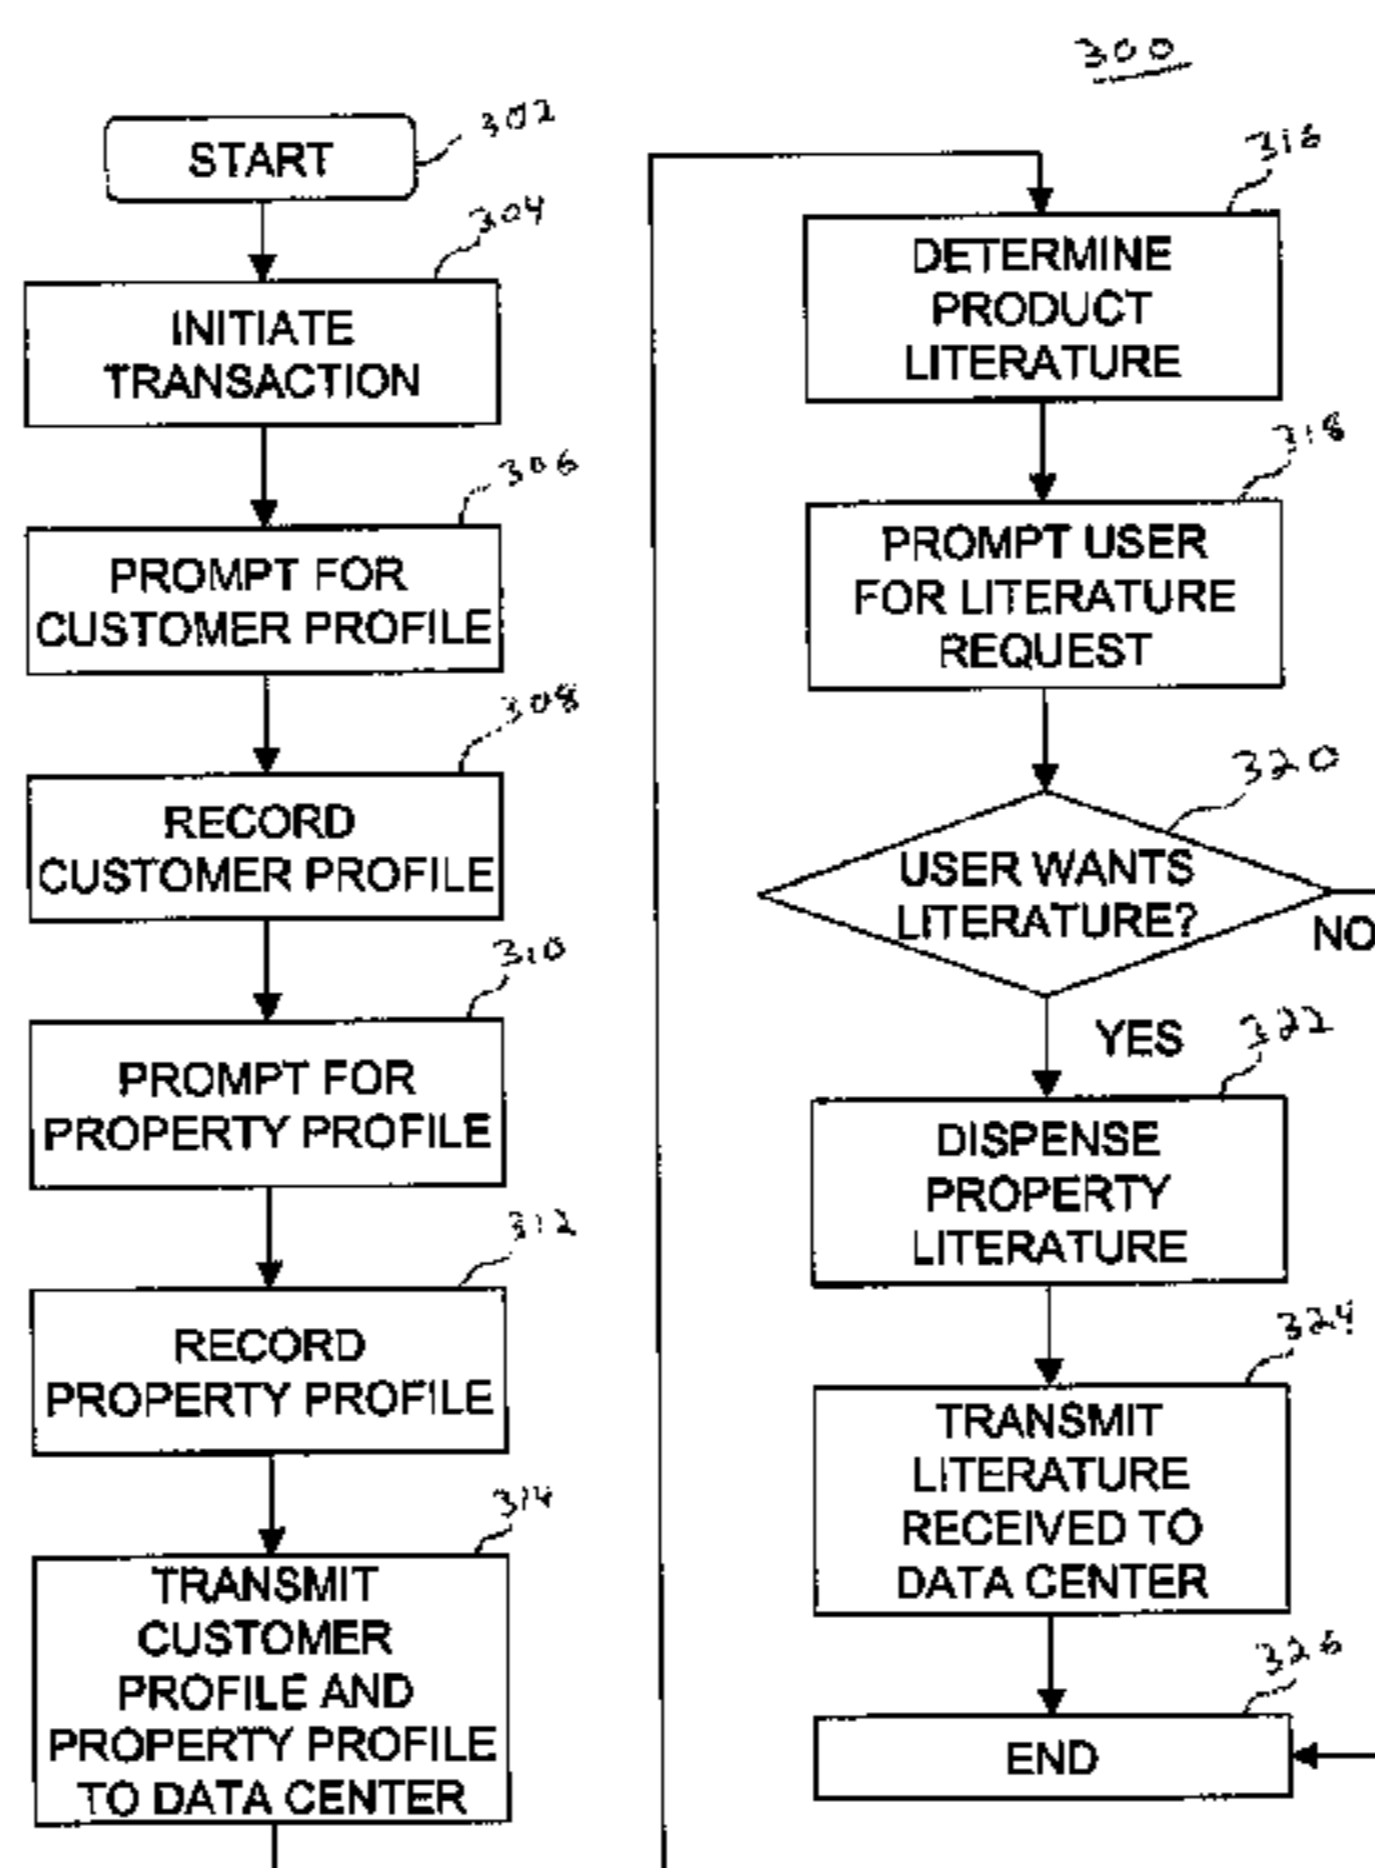 300
START
302
304
INITIATE
TRANSACTION
306
PROMPT FOR
CUSTOMER PROFILE
308
RECORD
CUSTOMER PROFILE
310
PROMPT FOR
PROPERTY PROFILE
312
RECORD
PROPERTY PROFILE
314
TRANSMIT
CUSTOMER
PROFILE AND
PROPERTY PROFILE
TO DATA CENTER
316
DETERMINE
PRODUCT
LITERATURE
318
PROMPT USER
FOR LITERATURE
REQUEST
320
USER WANTS
LITERATURE?
NO
YES
322
DISPENSE
PROPERTY
LITERATURE
324
TRANSMIT
LITERATURE
RECEIVED TO
DATA CENTER
326
END